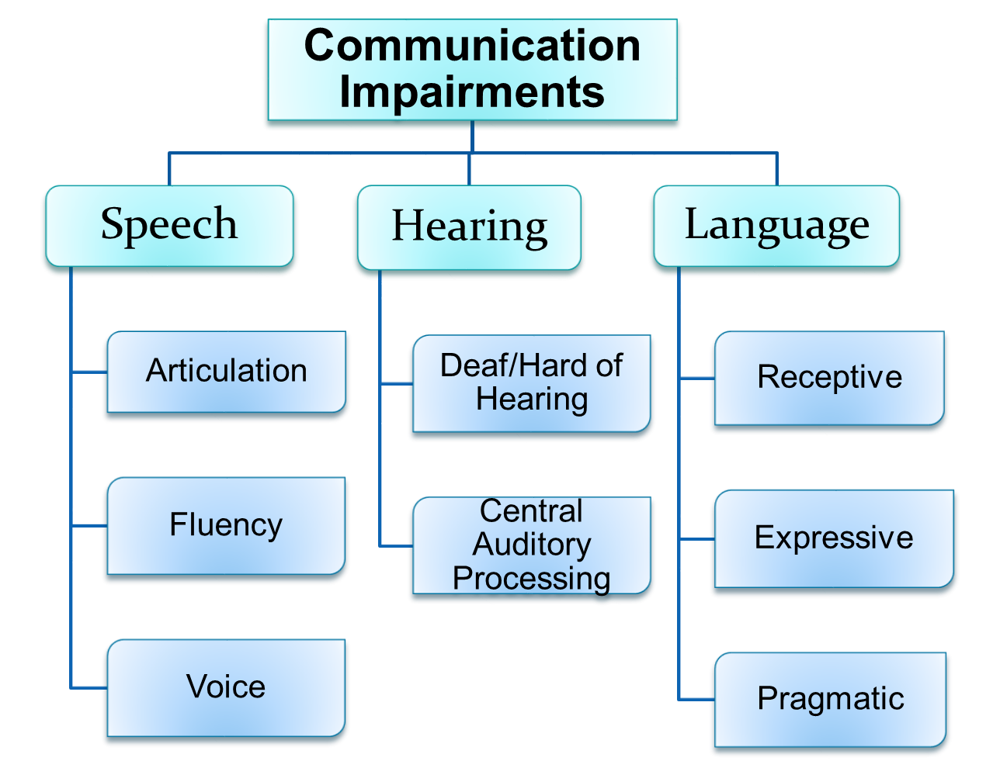 Communication
Impairments
Speech
Hearing
Language
Articulation
Fluency
Voice
Deaf/Hard of
Hearing
Central
Auditory
Processing
Receptive
Expressive
Pragmatic